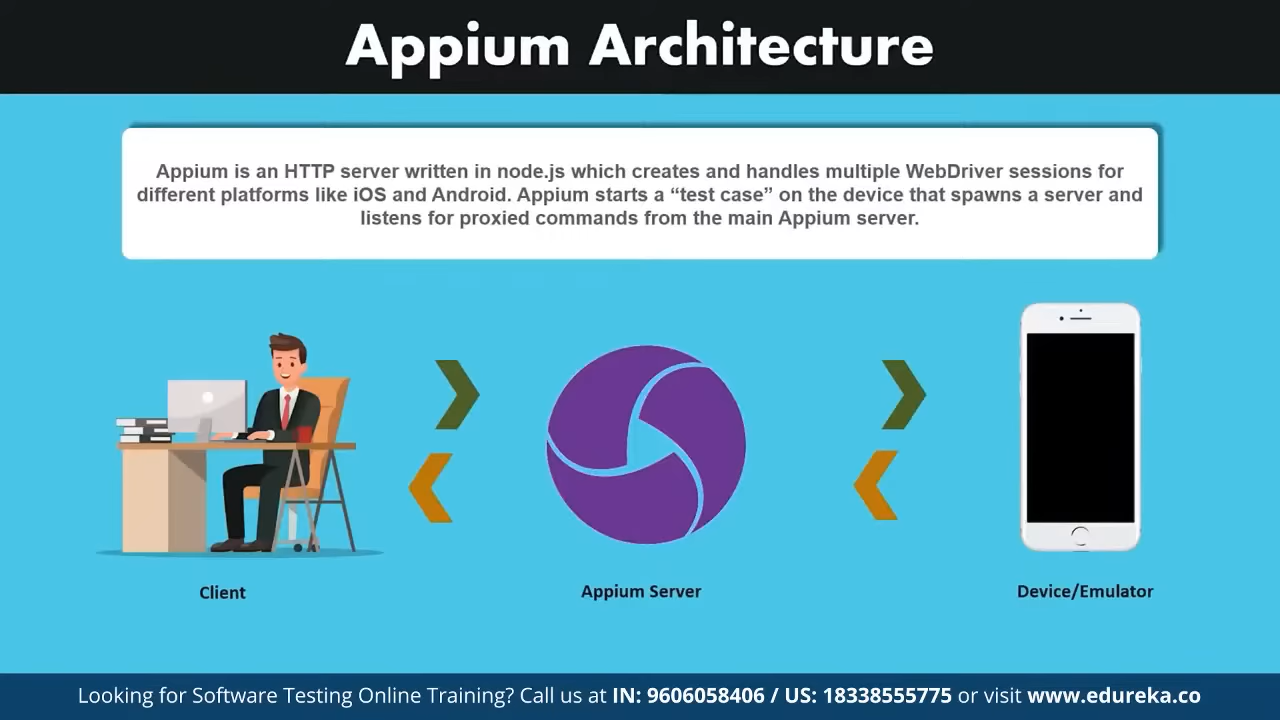 Appium Architecture
Appium is an HTTP server written in node.js which creates and handles multiple WebDriver sessions for
different platforms like iOS and Android. Appium starts a “test case” on the device that spawns a server and
listens for proxied commands from the main Appium server.
Client
Appium Server
Device/Emulator
Looking for Software Testing Online Training? Call us at IN: 9606058406 / US: 18338555775 or visit www.edureka.co